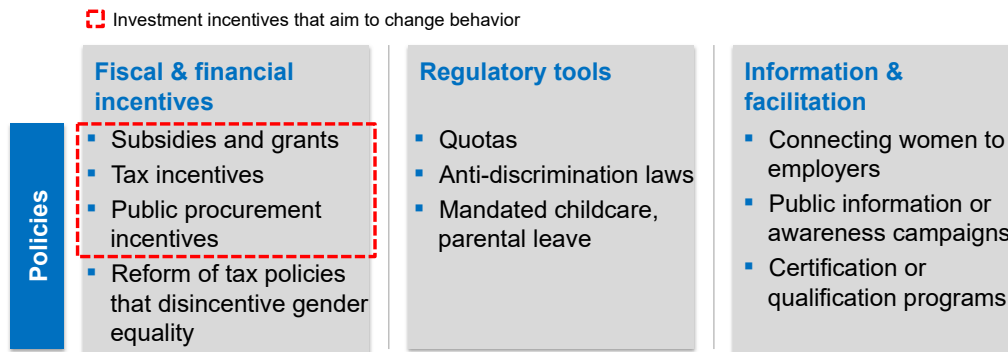 Investment incentives that aim to change behavior
Policies
Fiscal & financial
incentives
Subsidies and grants
Tax incentives
Public procurement
incentives
Reform of tax policies
that disincentive gender
equality
Regulatory tools
Quotas
Anti-discrimination laws
Mandated childcare,
parental leave
Information &
facilitation
Connecting women to
employers
Public information or
awareness campaigns
Certification or
qualification programs